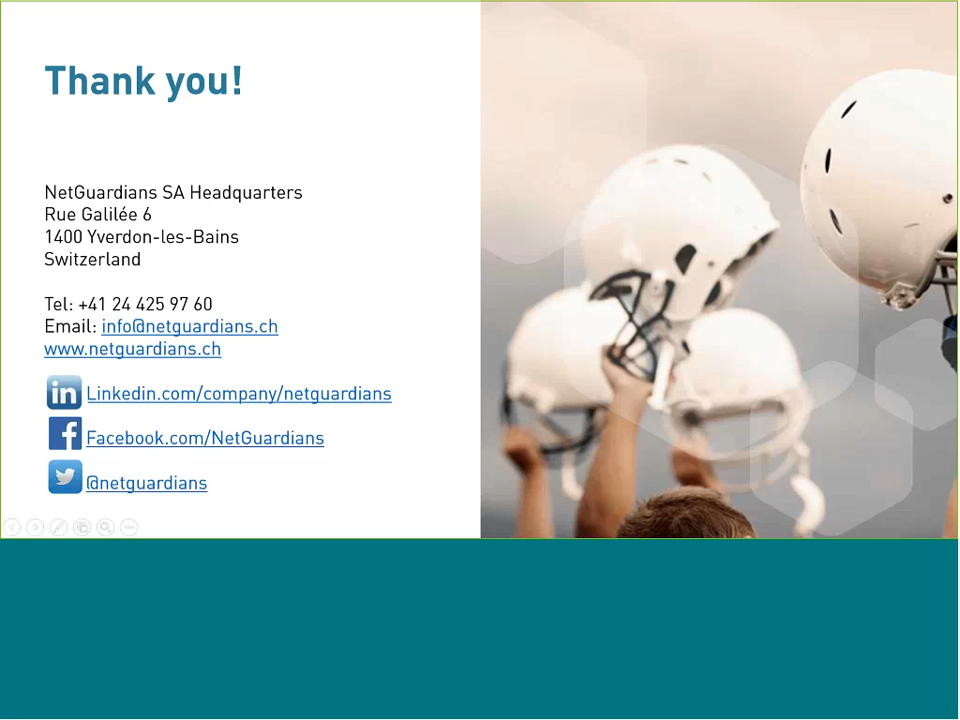 Thank you!
NetGuardians SA Headquarters
Rue Galilée 6
1400 Yverdon-les-Bains
Switzerland
Tel: +41 24 425 97 60
Email: info@netguardians.ch
www.netguardians.ch
in Linkedin.com/company/netguardians
f Facebook.com/NetGuardians
@netguardians